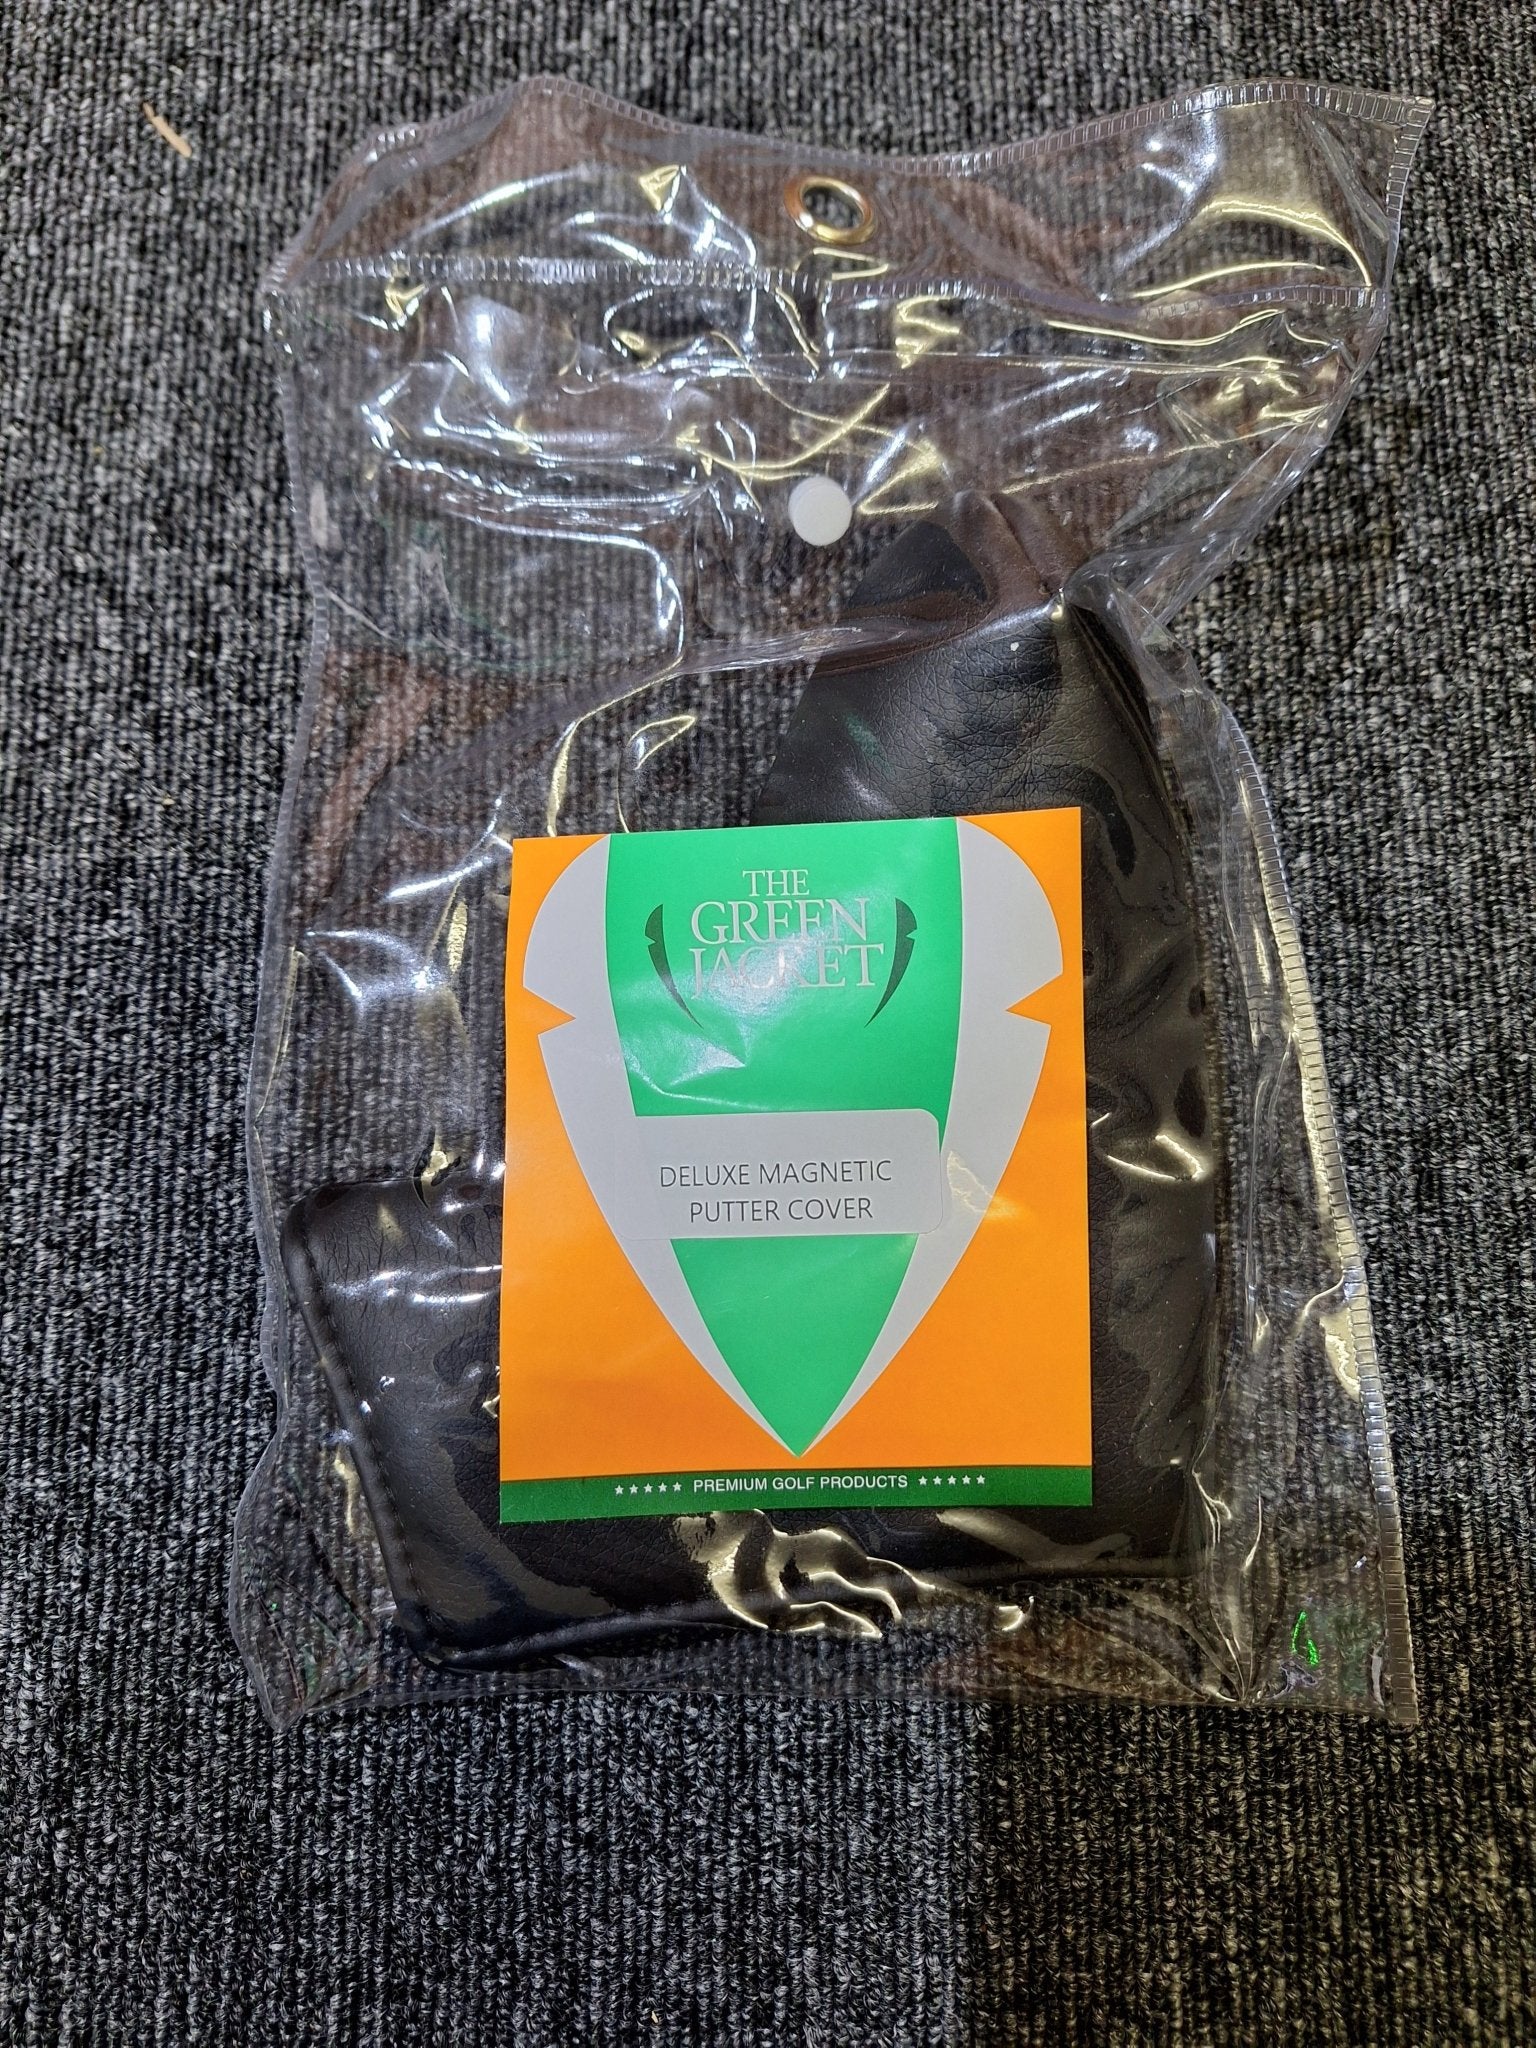 THE
GREEN
JACKET
DELUXE MAGNETIC
PUTTER COVER
★★★★★ PREMIUM GOLF PRODUCTS ★★★★★